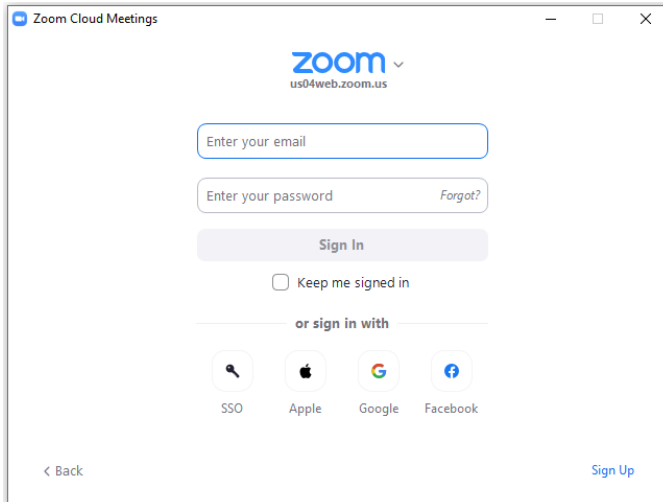 Zoom Cloud Meetings
zoom
us04web.zoom.us
Enter your email
Enter your password Forgot?
Sign In
Keep me signed in
or sign in with
SSO Apple Google Facebook
Back Sign Up